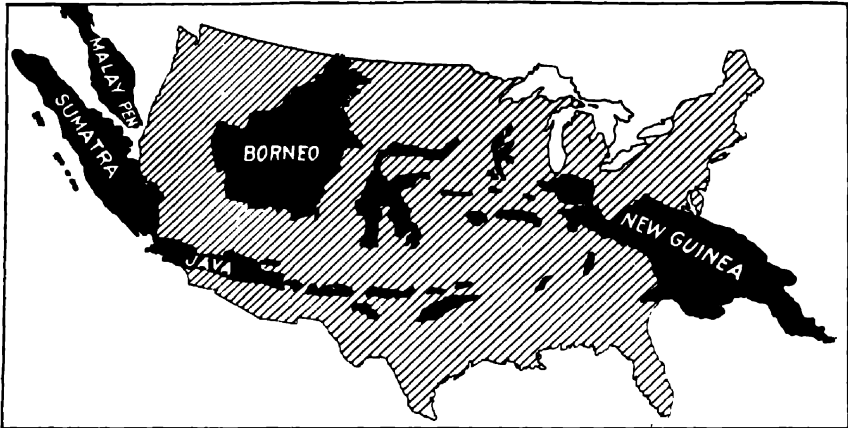 MALAY PEN
SUMATRA
BORNEO
JAVA
NEW GUINEA